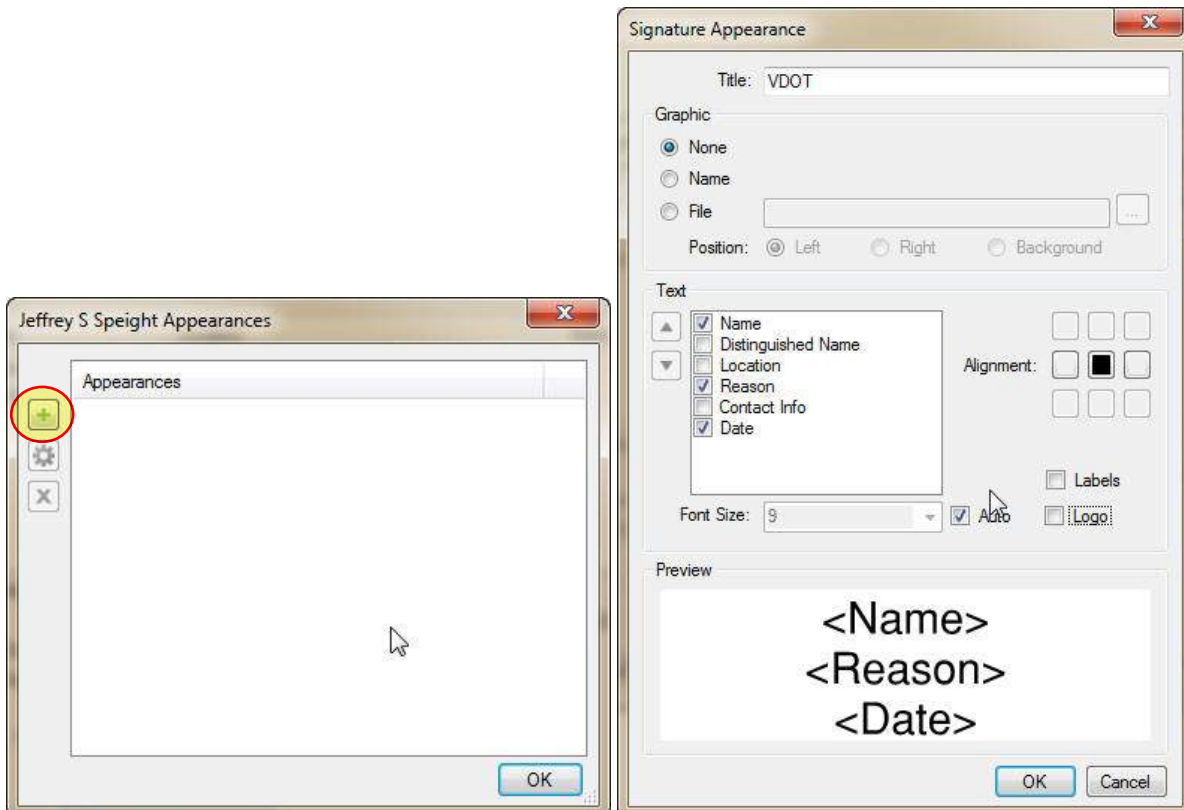 Jeffrey S Speight Appearances
Appearances
OK
Signature Appearance
Title: VDOT
Graphic
None
Name
File ...
Position: Left Right Background
Text
Name
Distinguished Name
Location
Reason
Contact Info
Date
Alignment:
Labels
Font Size: 9 Auto Logo
Preview
<Name>
<Reason>
<Date>
OK Cancel